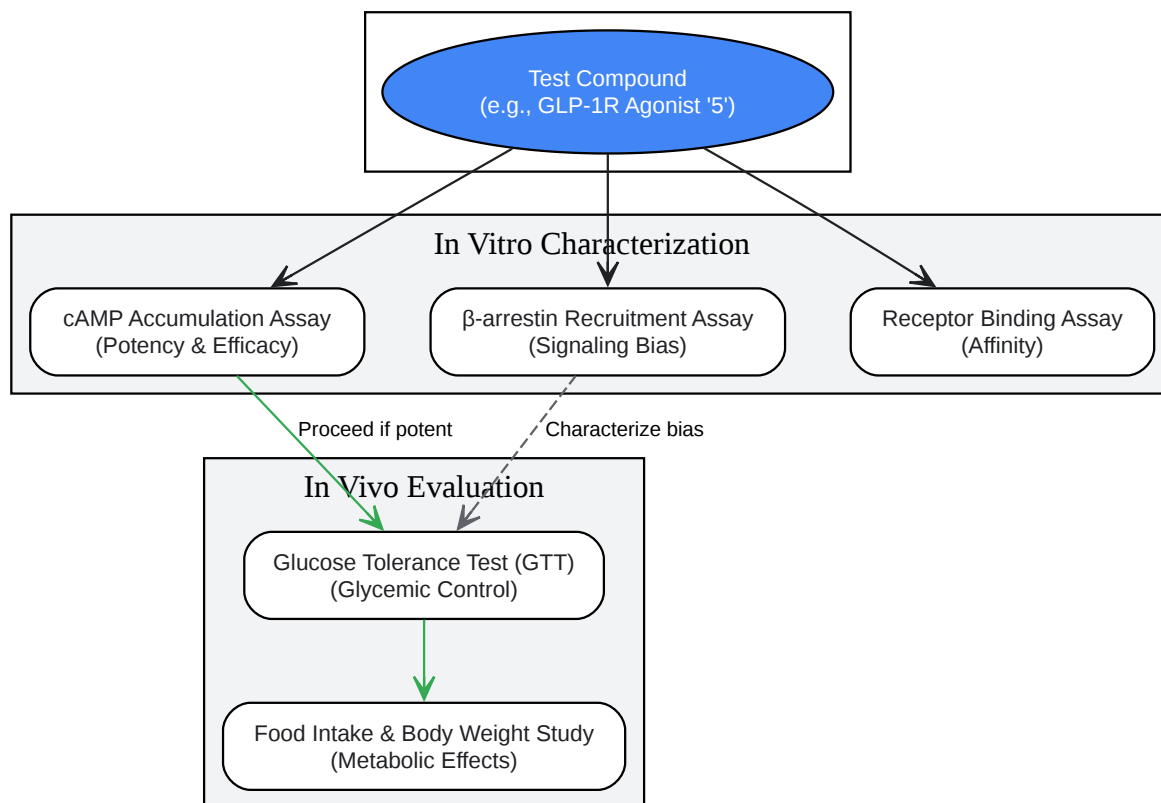 Test Compound
(e.g., GLP-1R Agonist '5')
In Vitro Characterization
cAMP Accumulation Assay
(Potency & Efficacy)
β-arrestin Recruitment Assay
(Signaling Bias)
Receptor Binding Assay
(Affinity)
Proceed if potent
Characterize bias
In Vivo Evaluation
Glucose Tolerance Test (GTT)
(Glycemic Control)
Food Intake & Body Weight Study
(Metabolic Effects)